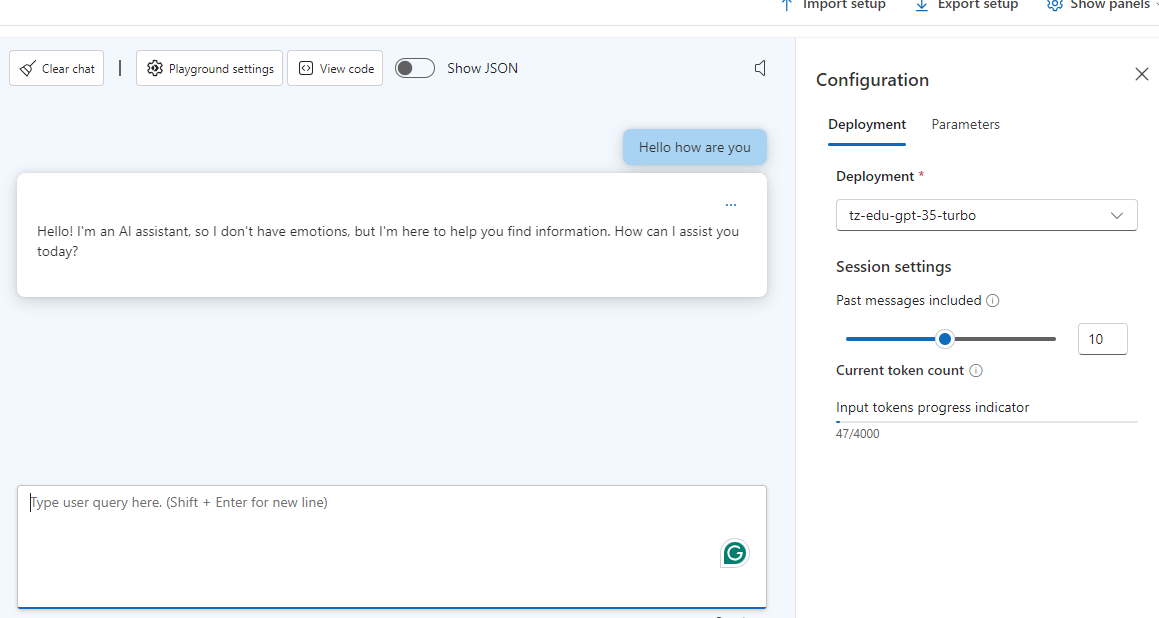 Import setup
Export setup
Show panels
Clear chat
Playground settings
View code
Show JSON
Hello how are you
...
Hello! I'm an AI assistant, so I don't have emotions, but I'm here to help you find information. How can I assist you
today?
Type user query here. (Shift + Enter for new line)
G
Configuration
Deployment
Parameters
Deployment *
tz-edu-gpt-35-turbo
Session settings
Past messages included
10
Current token count
Input tokens progress indicator
47/4000